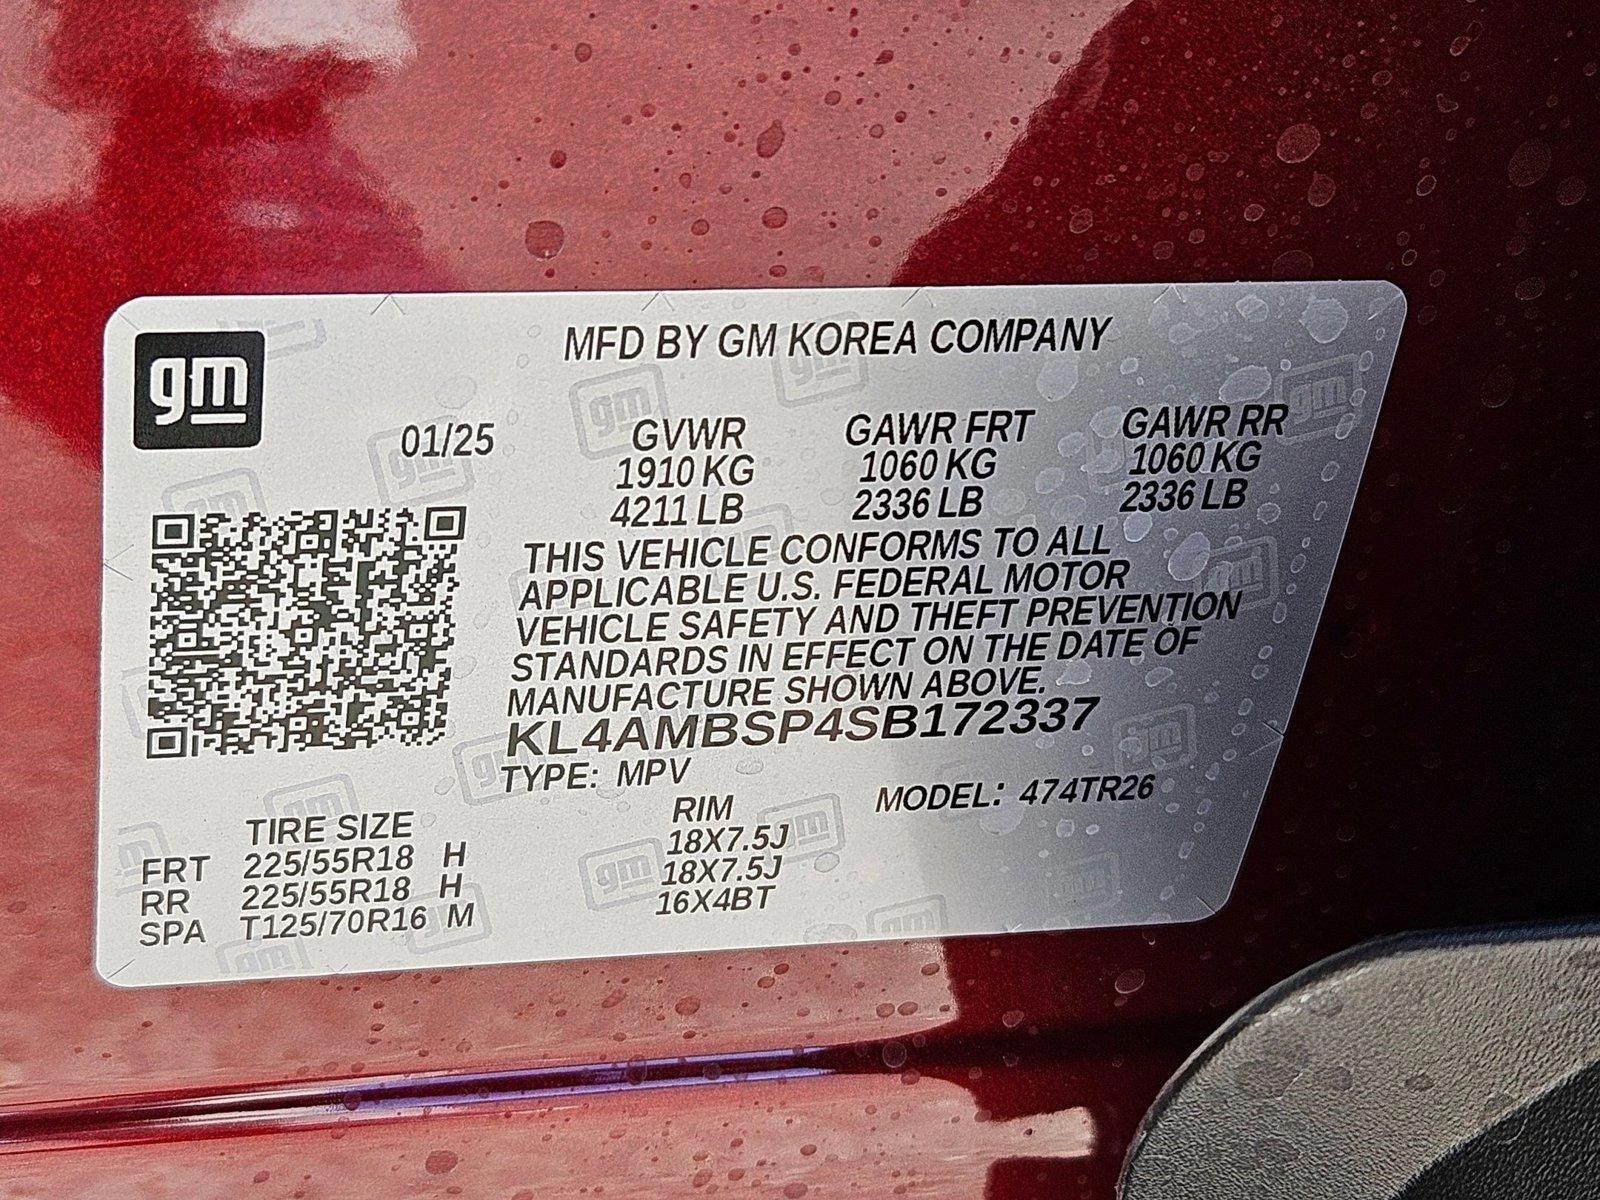 gm
MFD BY GM KOREA COMPANY
01/25 GVWR GAWR FRT GAWR RR
1910 KG 1060 KG 1060 KG
4211 LB 2336 LB 2336 LB
THIS VEHICLE CONFORMS TO ALL
APPLICABLE U.S. FEDERAL MOTOR
VEHICLE SAFETY AND THEFT PREVENTION
STANDARDS IN EFFECT ON THE DATE OF
MANUFACTURE SHOWN ABOVE.
KL4AMBSP4SB172337
TYPE: MPV MODEL: 474TR26
TIRE SIZE RIM
FRT 225/55R18 H 18X7.5J
RR 225/55R18 H 18X7.5J
SPA T125/70R16 M 16X4BT